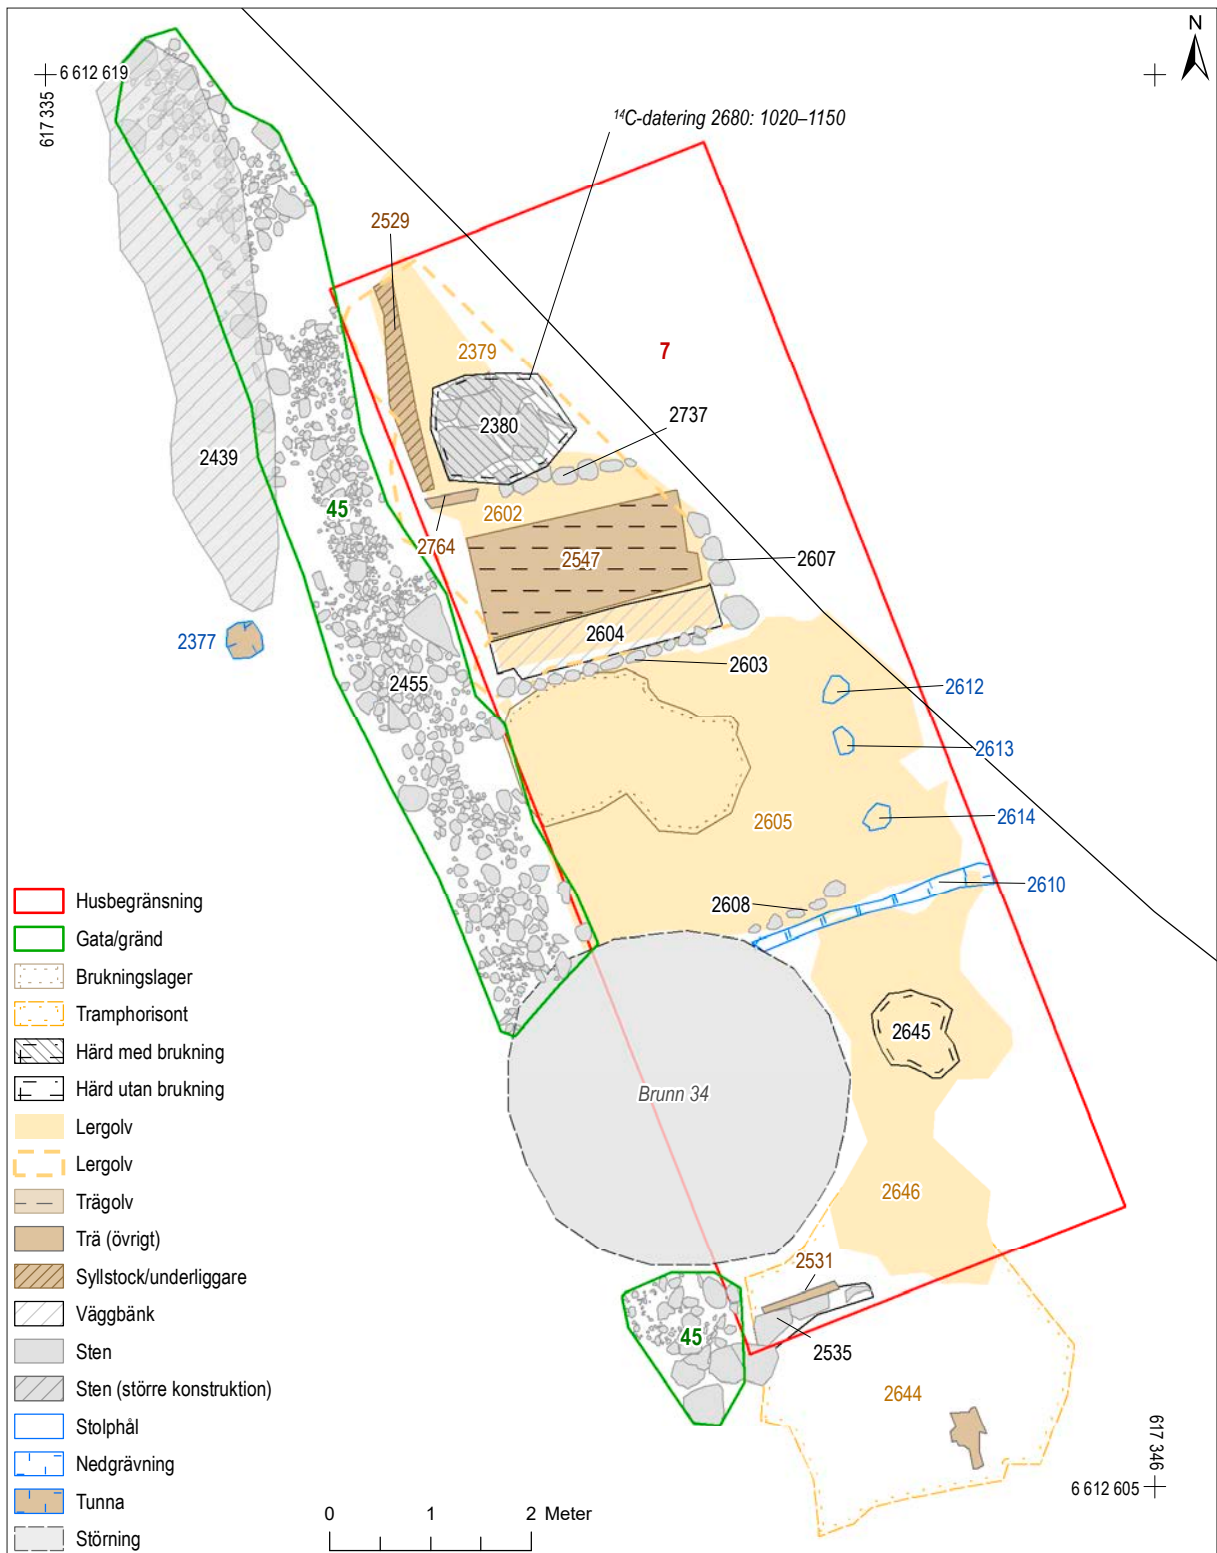 N
6 612 619
617 335
¹⁴C-datering 2680: 1020–1150
2529
7
2379
2737
2380
2439
45
2602
2764
2547
2607
2604
2377
2603
2455
2612
2613
2605
2614
2610
2608
2645
Brunn 34
2646
2531
45
2535
2644
617 346
6 612 605
Husbegränsning
Gata/gränd
Brukningslager
Tramphorisont
Härd med brukning
Härd utan brukning
Lergolv
Lergolv
Trägolv
Trä (övrigt)
Syllstock/underliggare
Väggbänk
Sten
Sten (större konstruktion)
Stolphål
Nedgrävning
Tunna
Störning
0 1 2 Meter